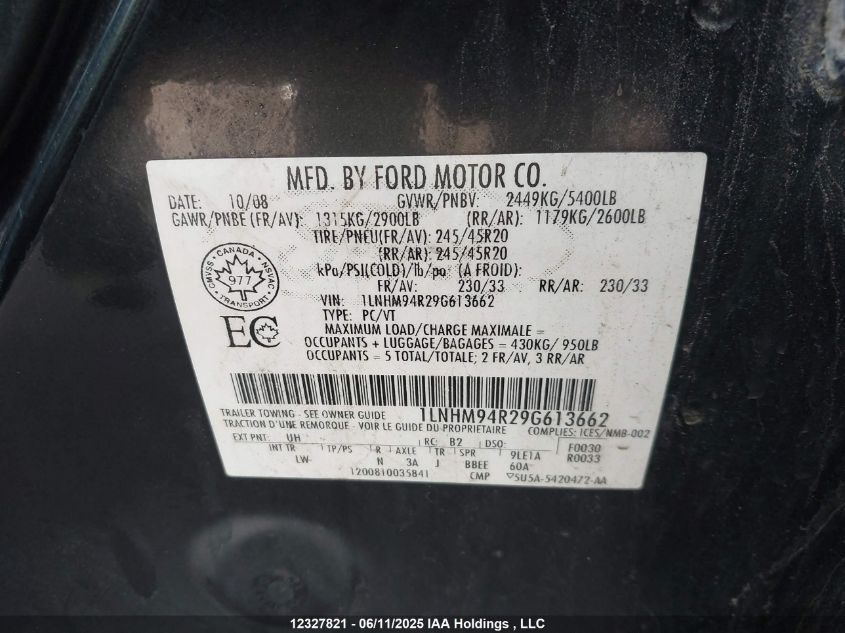 MFD. BY FORD MOTOR CO.
DATE: 10/08 GVWR/PNBV: 2449KG/5400LB
GAWR/PNBE (FR/AV): 1315KG/2900LB (RR/AR): 1179KG/2600LB
TIRE/PNEU(FR/AV): 245/45R20
(RR/AR): 245/45R20
kPa/PSI(COLD)/lb/po² (A FROID):
FR/AV: 230/33 RR/AR: 230/33
VIN: 1LNHM94R29G613662
TYPE: PC/VT
MAXIMUM LOAD/CHARGE MAXIMALE =
OCCUPANTS + LUGGAGE/BAGAGES = 430KG/ 950LB
OCCUPANTS = 5 TOTAL/TOTALE; 2 FR/AV, 3 RR/AR
CANADA
CMVSS 977 NSVAC
TRANSPORT
EC
TRAILER TOWING - SEE OWNER GUIDE 1LNHM94R29G613662
TRACTION D'UNE REMORQUE - VOIR LE GUIDE DU PROPRIETAIRE COMPLIES: ICES/NMB-002
EXT PNT: UH RC: B2 DSO: F0030
INT TR TP/PS R AXLE TR SPR 9LE1A R0033
LW N 3A J BBEE 60A
1200810035841 CMP ▽5U5A-5420472-AA
12327821 - 06/11/2025 IAA Holdings , LLC